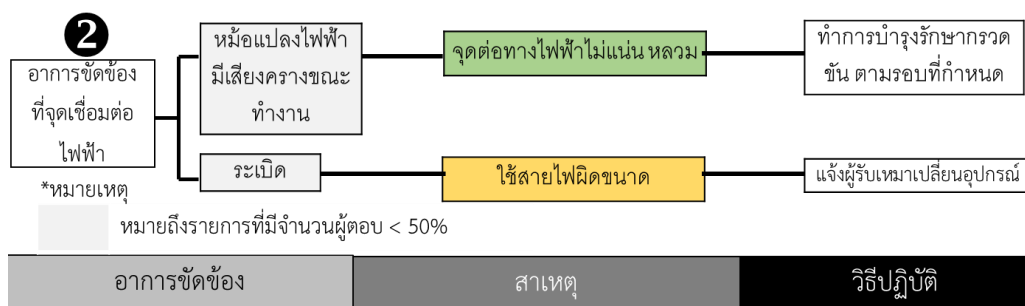 ❷
อาการขัดข้อง
ที่จุดเชื่อมต่อ
ไฟฟ้า
หม้อแปลงไฟฟ้า
มีเสียงครางขณะ
ทำงาน
จุดต่อทางไฟฟ้าไม่แน่น หลวม
ทำการบำรุงรักษากรวด
ขัน ตามรอบที่กำหนด
ระเบิด
ใช้สายไฟผิดขนาด
แจ้งผู้รับเหมาเปลี่ยนอุปกรณ์
*หมายเหตุ
หมายถึงรายการที่มีจำนวนผู้ตอบ < 50%
อาการขัดข้อง
สาเหตุ
วิธีปฏิบัติ